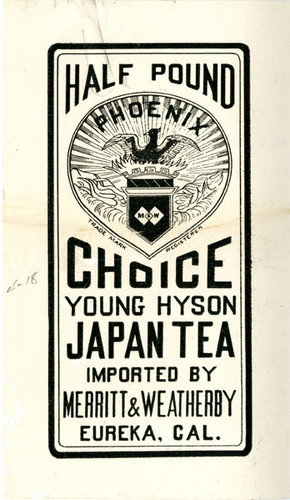 HALF POUND
PHOENIX
M&W
TRADE MARK REGISTERED
CHOICE
YOUNG HYSON
JAPAN TEA
IMPORTED BY
MERRITT & WEATHERBY
EUREKA, CAL.